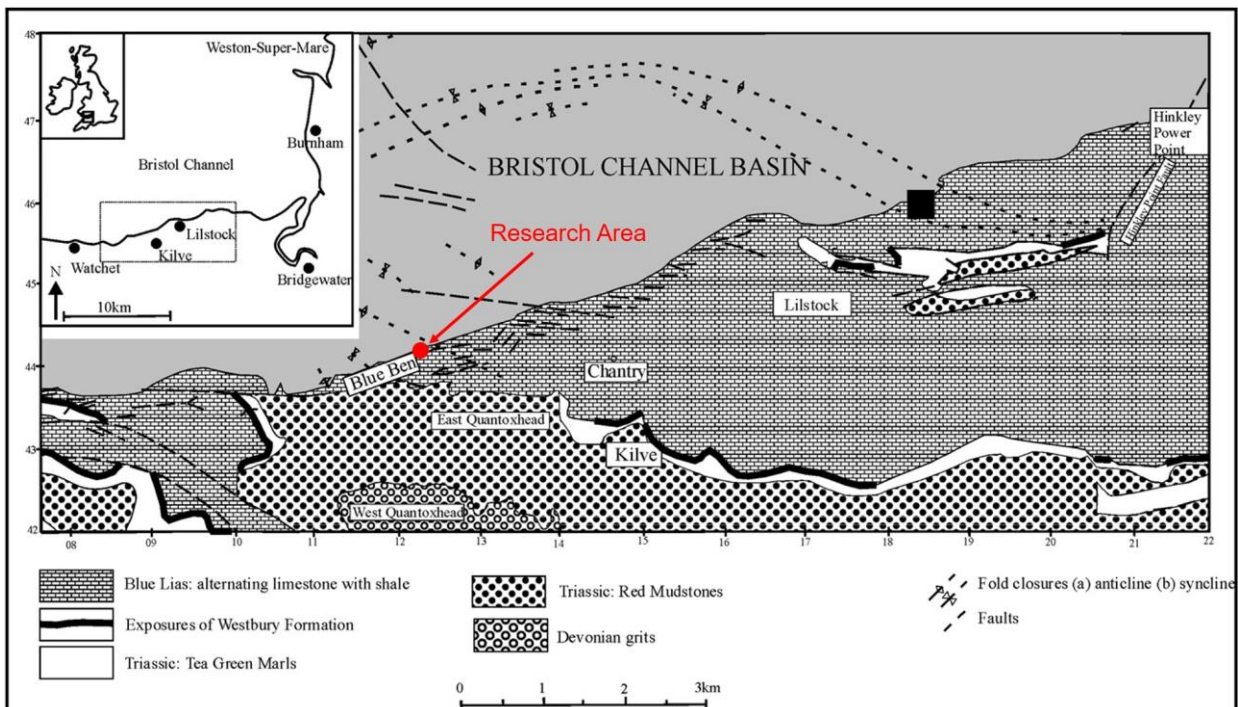 48
47
46
45
44
43
42
Weston-Super-Mare
Burnham
Bristol Channel
Lilstock
Kilve
Watchet
Bridgewater
N
10km
BRISTOL CHANNEL BASIN
Research Area
Hinkley
Power
Point
Hinkley Point Fault
Lilstock
Blue Ben
Chantry
East Quantoxhead
Kilve
West Quantoxhead
08 09 10 11 12 13 14 15 16 17 18 19 20 21 22
Blue Lias: alternating limestone with shale
Exposures of Westbury Formation
Triassic: Tea Green Marls
Triassic: Red Mudstones
Devonian grits
Fold closures (a) anticline (b) syncline
Faults
0 1 2 3km